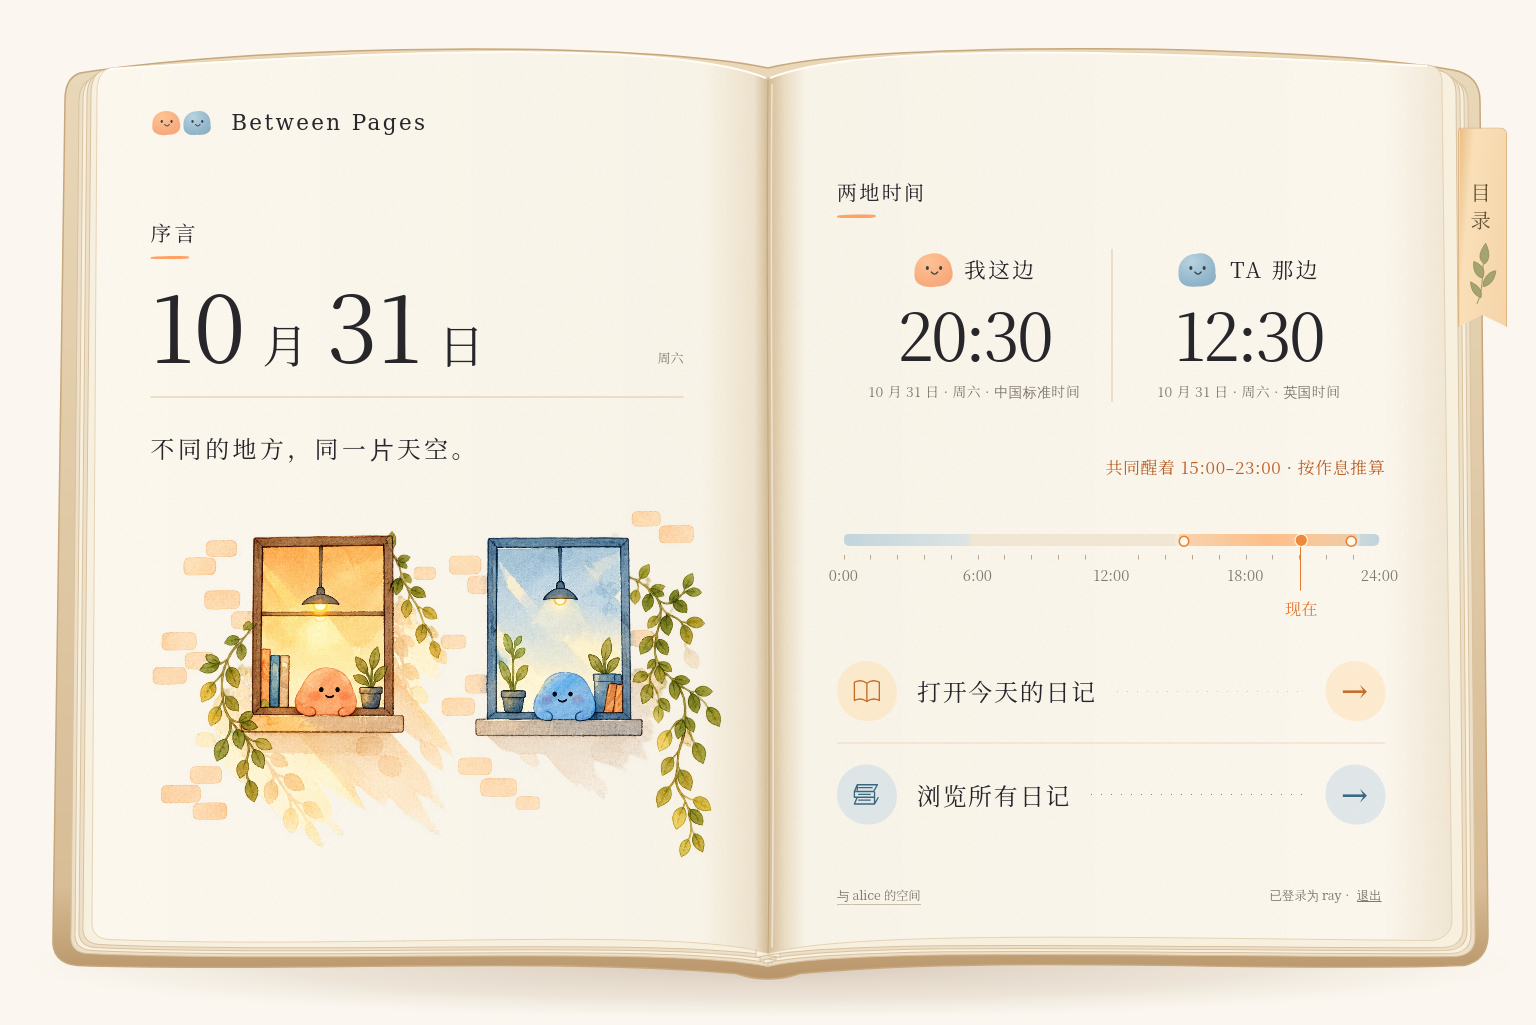 Between Pages
序言
10 月 31 日
周六
不同的地方，同一片天空。
两地时间
我这边
20:30
10 月 31 日 · 周六 · 中国标准时间
TA 那边
12:30
10 月 31 日 · 周六 · 英国时间
共同醒着 15:00–23:00 · 按作息推算
0:00 6:00 12:00 18:00 24:00
现在
打开今天的日记
浏览所有日记
与 alice 的空间
已登录为 ray · 退出
目录